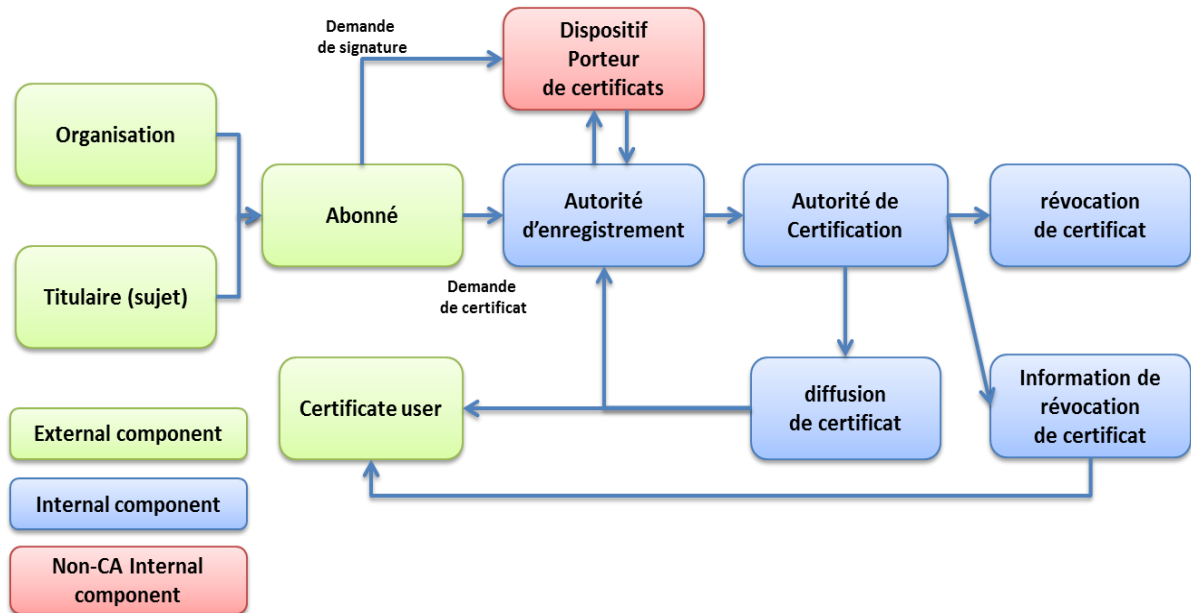 Demande
de signature
Dispositif
Porteur
de certificats
Organisation
Abonné
Autorité
d'enregistrement
Autorité de
Certification
révocation
de certificat
Titulaire (sujet)
Demande
de certificat
Certificate user
diffusion
de certificat
Information de
révocation
de certificat
External component
Internal component
Non-CA Internal
component